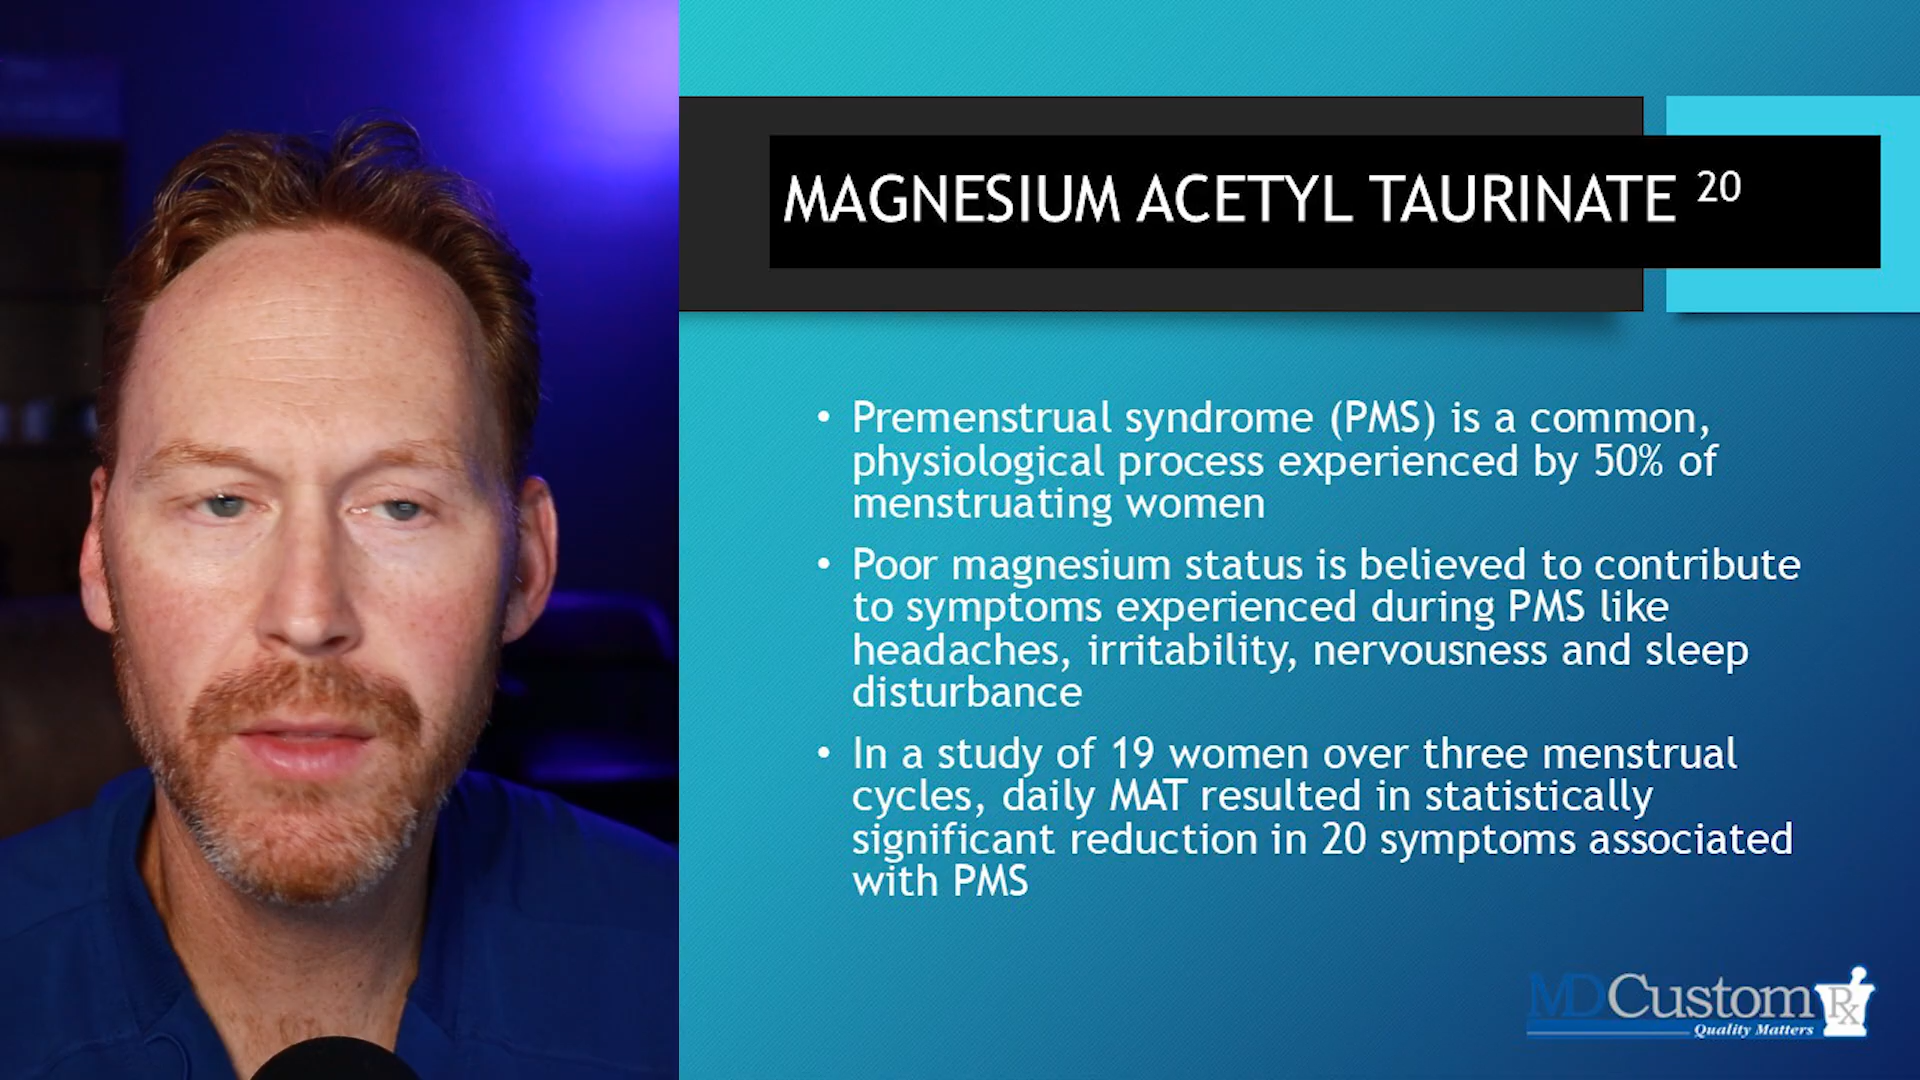 MAGNESIUM ACETYL TAURINATE 20
• Premenstrual syndrome (PMS) is a common,
physiological process experienced by 50% of
menstruating women
• Poor magnesium status is believed to contribute
to symptoms experienced during PMS like
headaches, irritability, nervousness and sleep
disturbance
• In a study of 19 women over three menstrual
cycles, daily MAT resulted in statistically
significant reduction in 20 symptoms associated
with PMS
MDCustom Rx
Quality Matters